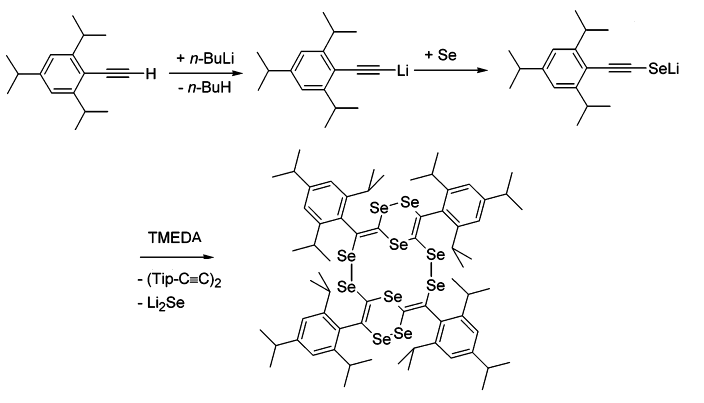 H
+ n-BuLi
- n-BuH
Li
+ Se
SeLi
TMEDA
- (Tip-C≡C)2
- Li2Se
Se Se
Se
Se
Se
Se
Se
Se
Se
Se Se